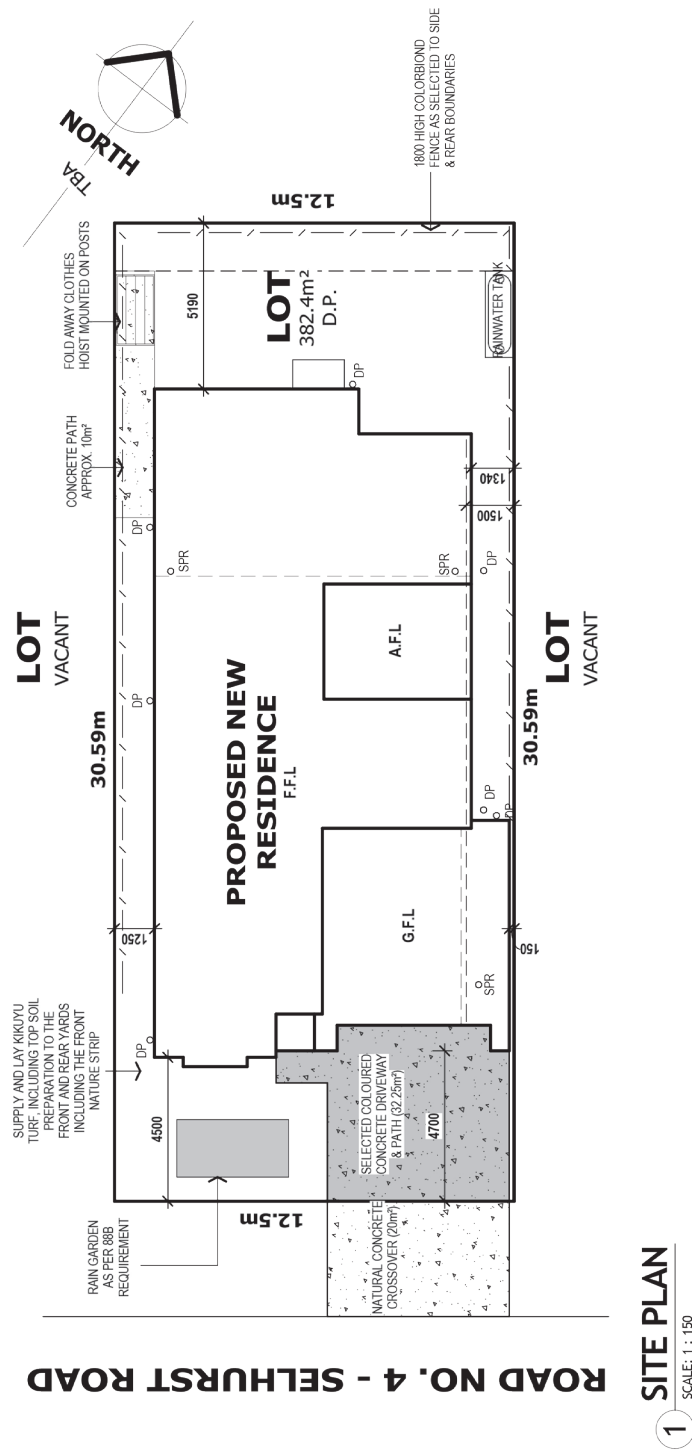 NORTH
TBA
1800 HIGH COLORBIOND
FENCE AS SELECTED TO SIDE
& REAR BOUNDARIES
12.5m
FOLD AWAY CLOTHES
HOIST MOUNTED ON POSTS
5190
LOT
382.4m²
D.P.
RAINWATER TANK
DP
CONCRETE PATH
APPROX. 10m²
DP
SPR
SPR
DP
1340
1500
LOT
VACANT
30.59m
DP
PROPOSED NEW
RESIDENCE
F.F.L
A.F.L
LOT
VACANT
30.59m
DP
DP
1250
G.F.L
SPR
150
SUPPLY AND LAY KIKUYU
TURF, INCLUDING TOP SOIL
PREPARATION TO THE
FRONT AND REAR YARDS
INCLUDING THE FRONT
NATURE STRIP
DP
4500
SELECTED COLOURED
CONCRETE DRIVEWAY
& PATH (32.25m²)
4700
12.5m
RAIN GARDEN
AS PER 88B
REQUIREMENT
NATURAL CONCRETE
CROSSOVER (20m²)
ROAD NO. 4 - SELHURST ROAD
1
SITE PLAN
SCALE: 1 : 150